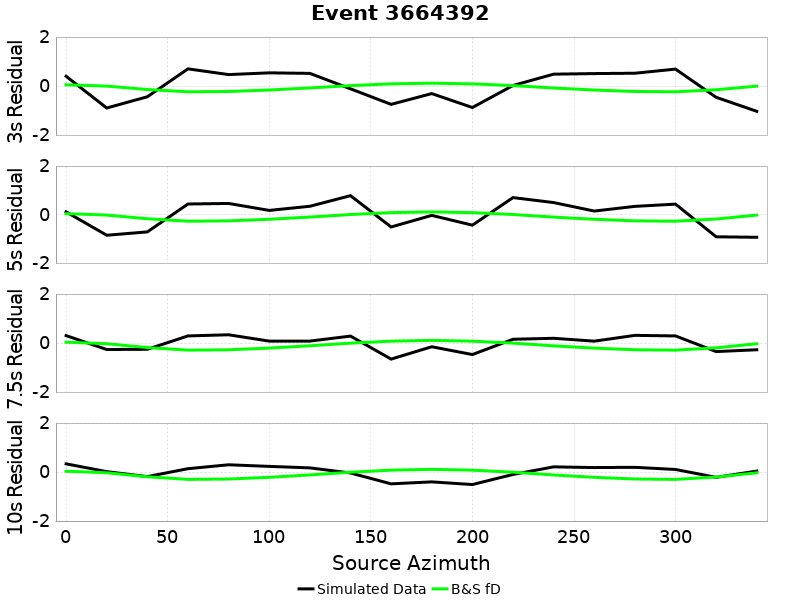 Event 3664392
3s Residual
2
0
-2
5s Residual
2
0
-2
7.5s Residual
2
0
-2
10s Residual
2
0
-2
0 50 100 150 200 250 300
Source Azimuth
Simulated Data B&S fD